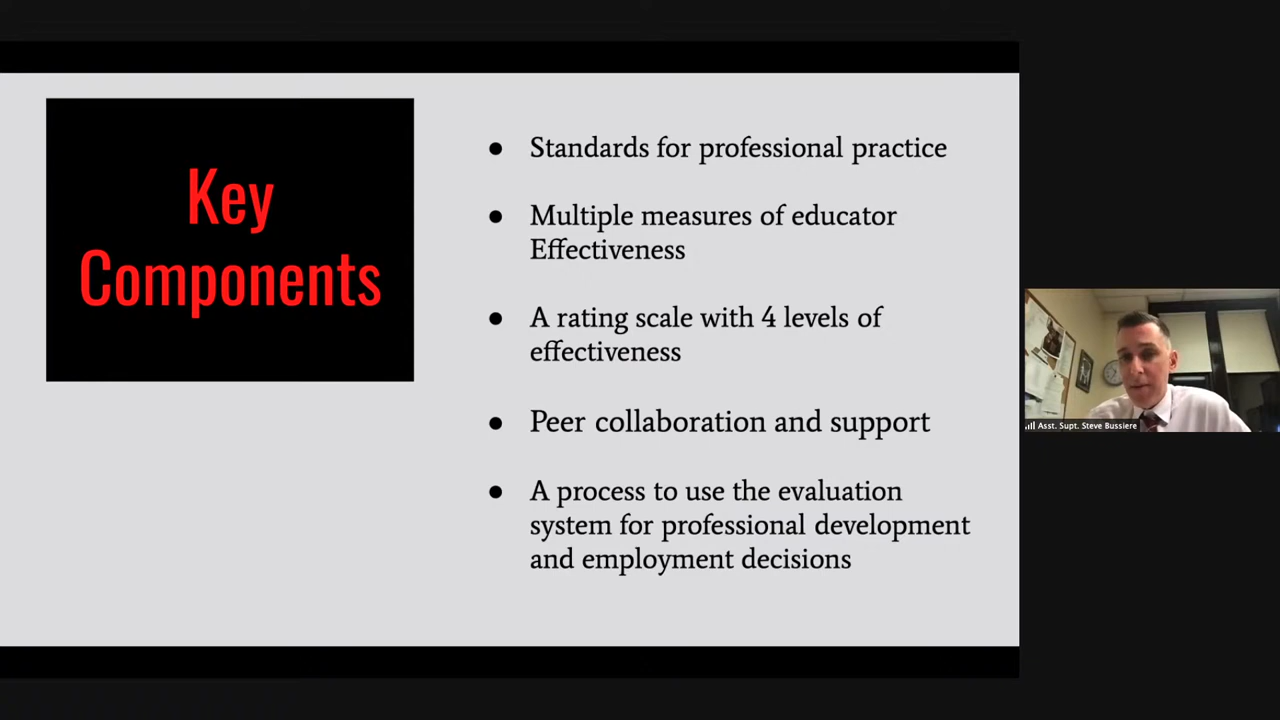 Key
Components
● Standards for professional practice
● Multiple measures of educator
Effectiveness
● A rating scale with 4 levels of
effectiveness
● Peer collaboration and support
● A process to use the evaluation
system for professional development
and employment decisions
Asst. Supt. Steve Bussiere